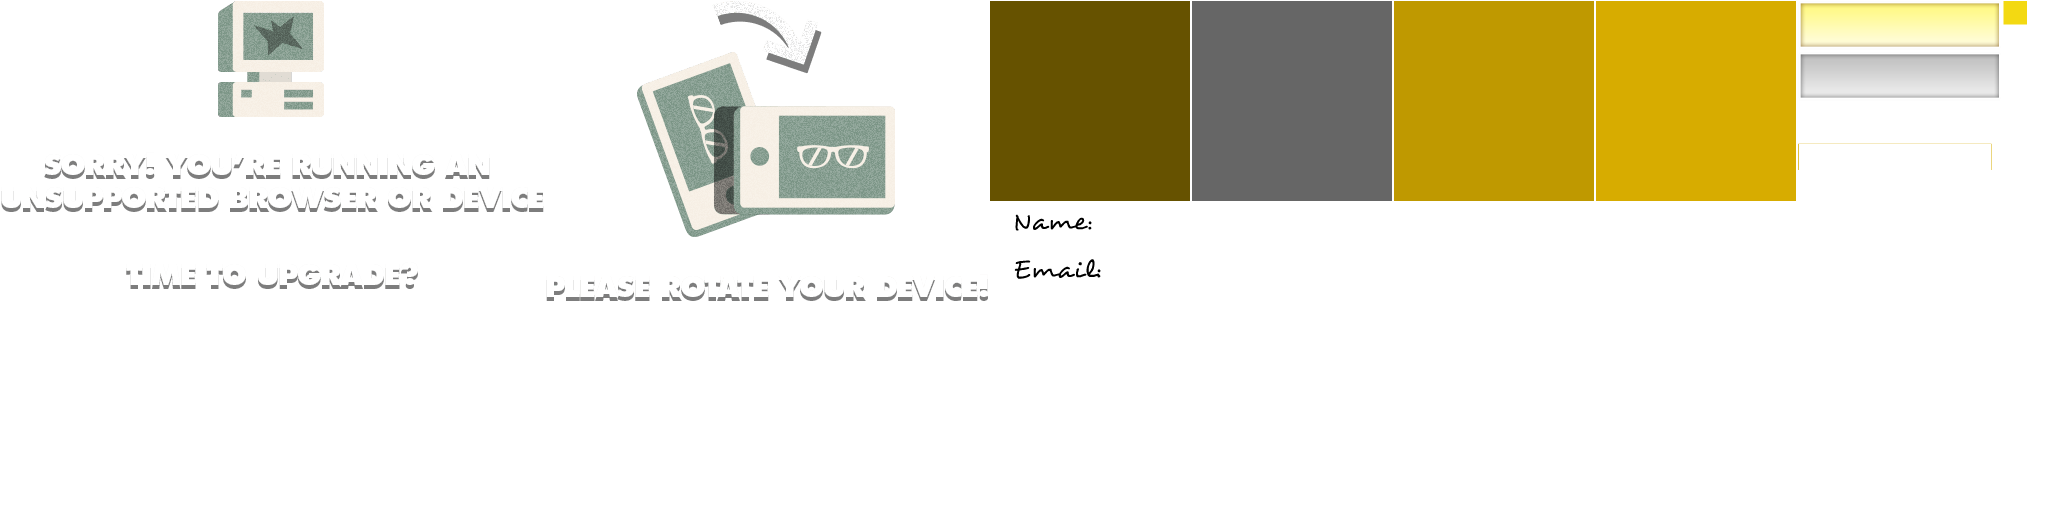 SORRY! YOU'RE RUNNING AN
UNSUPPORTED BROWSER OR DEVICE
TIME TO UPGRADE?
PLEASE ROTATE YOUR DEVICE!
Name:
Email: